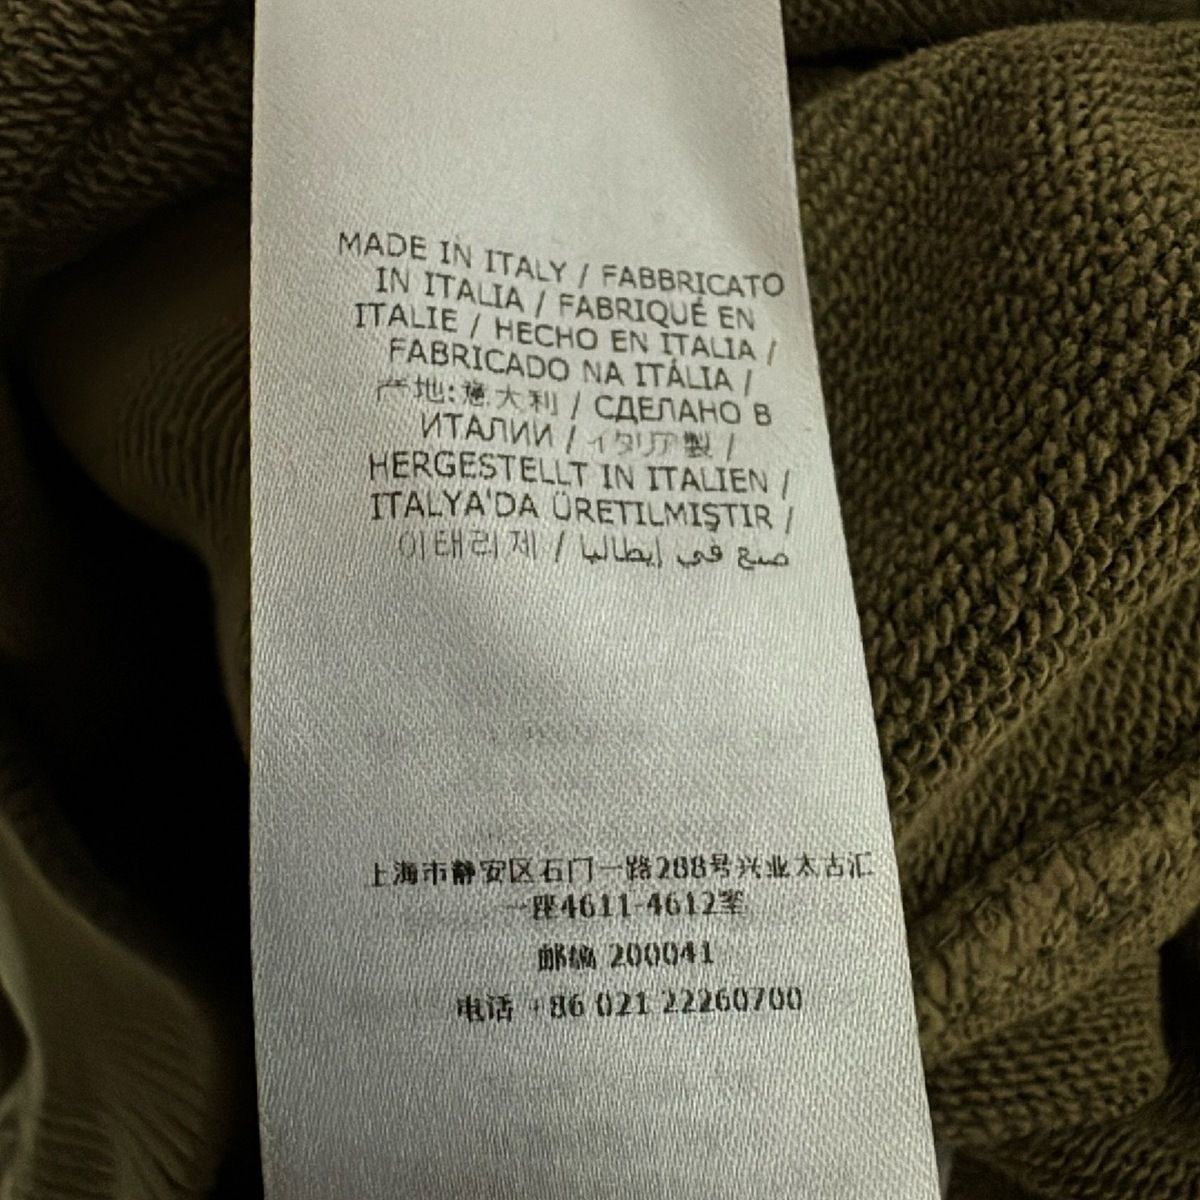 MADE IN ITALY / FABBRICATO
IN ITALIA / FABRIQUÉ EN
ITALIE / HECHO EN ITALIA /
FABRICADO NA ITÁLIA /
产地:意大利 / СДЕЛАНО В
ИТАЛИИ / イタリア製 /
HERGESTELLT IN ITALIEN /
ITALYA'DA ÜRETILMIŞTIR /
이태리제 / صنع في إيطاليا
上海市静安区石门一路288号兴业太古汇
一座4611-4612室
邮编 200041
电话 +86 021 22260700